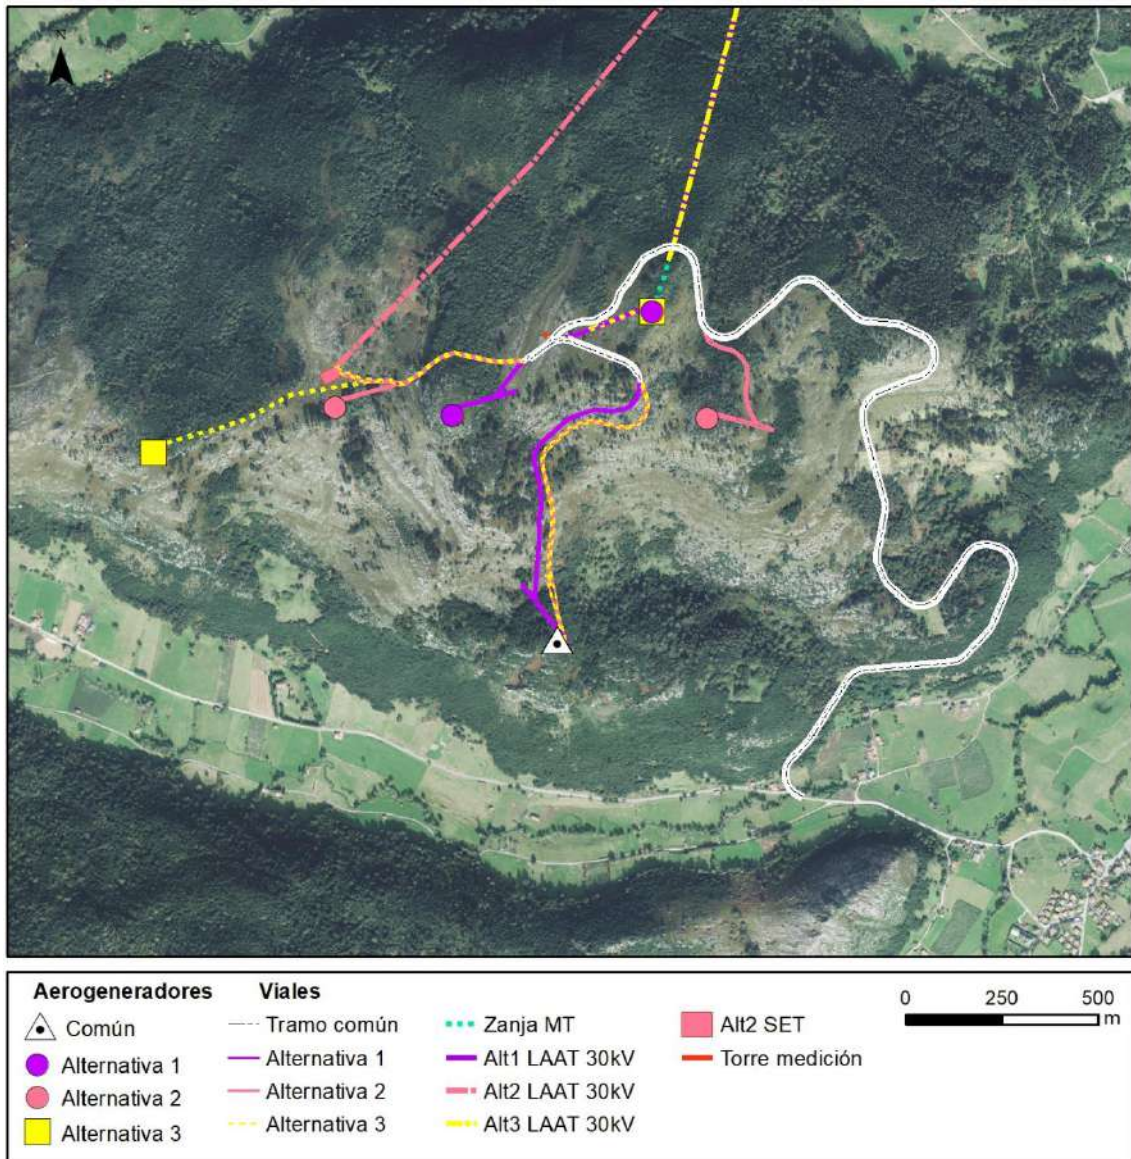 N
Aerogeneradores
Común
Alternativa 1
Alternativa 2
Alternativa 3
Viales
Tramo común
Alternativa 1
Alternativa 2
Alternativa 3
Zanja MT
Alt1 LAAT 30kV
Alt2 LAAT 30kV
Alt3 LAAT 30kV
Alt2 SET
Torre medición
0 250 500
m